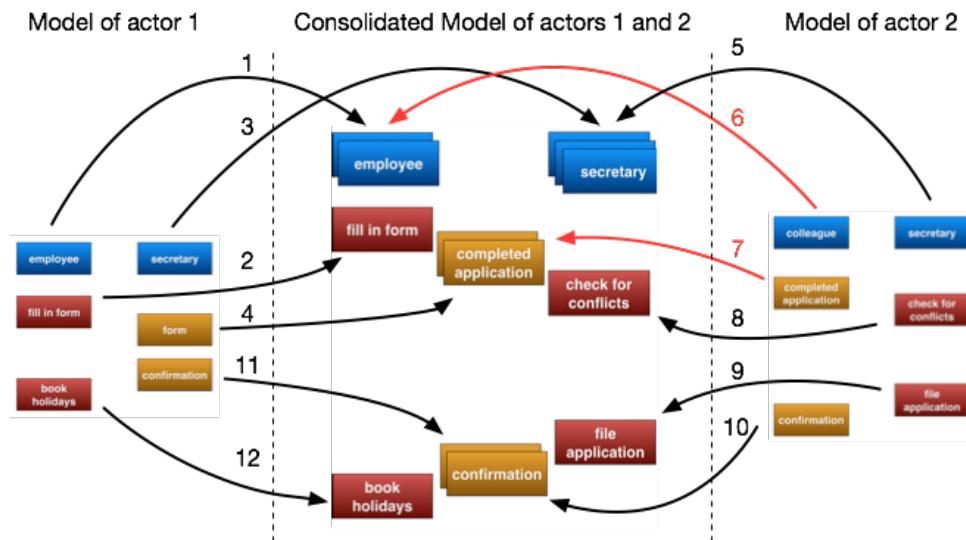 Model of actor 1
Consolidated Model of actors 1 and 2
Model of actor 2
1
3
5
6
employee
secretary
fill in form
completed
application
check for
conflicts
file
application
confirmation
book
holidays
employee
secretary
fill in form
form
confirmation
book
holidays
2
4
11
12
colleague
secretary
completed
application
check for
conflicts
file
application
confirmation
7
8
9
10